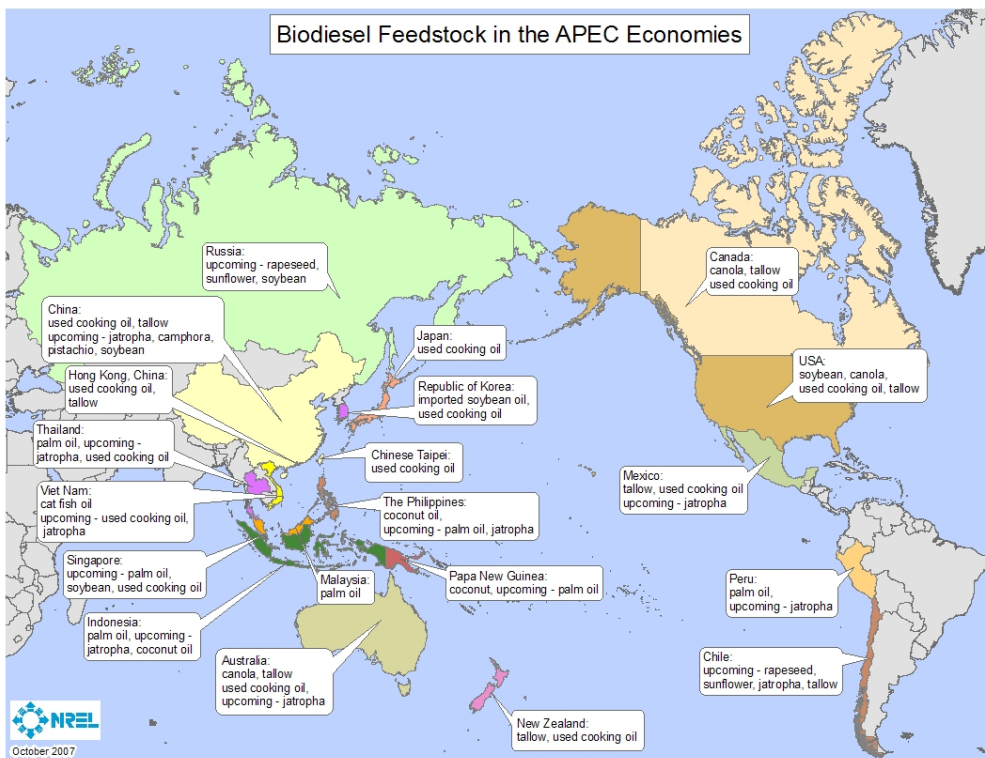 Biodiesel Feedstock in the APEC Economies
Russia:
upcoming - rapeseed,
sunflower, soybean
Canada:
canola, tallow
used cooking oil
China:
used cooking oil, tallow
upcoming - jatropha, camphora,
pistachio, soybean
Japan:
used cooking oil
USA:
soybean, canola,
used cooking oil, tallow
Hong Kong, China:
used cooking oil,
tallow
Republic of Korea:
imported soybean oil,
used cooking oil
Thailand:
palm oil, upcoming -
jatropha, used cooking oil
Chinese Taipei:
used cooking oil
Mexico:
tallow, used cooking oil
upcoming - jatropha
Viet Nam:
cat fish oil
upcoming - used cooking oil,
jatropha
The Philippines:
coconut oil,
upcoming - palm oil, jatropha
Singapore:
upcoming - palm oil,
soybean, used cooking oil
Malaysia:
palm oil
Papa New Guinea:
coconut, upcoming - palm oil
Peru:
palm oil,
upcoming - jatropha
Indonesia:
palm oil, upcoming -
jatropha, coconut oil
Australia:
canola, tallow
used cooking oil,
upcoming - jatropha
Chile:
upcoming - rapeseed,
sunflower, jatropha, tallow
New Zealand:
tallow, used cooking oil
NREL
October 2007